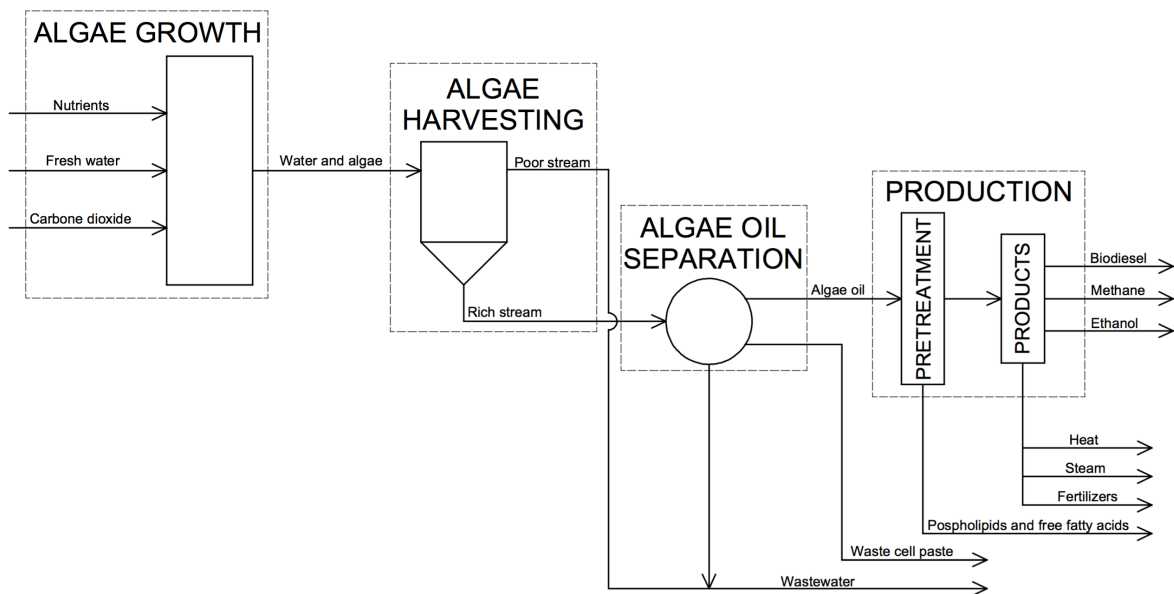 ALGAE GROWTH
Nutrients
Fresh water
Carbone dioxide
Water and algae
ALGAE
HARVESTING
Poor stream
Rich stream
ALGAE OIL
SEPARATION
Algae oil
PRODUCTION
PRETREATMENT
PRODUCTS
Biodiesel
Methane
Ethanol
Heat
Steam
Fertilizers
Pospholipids and free fatty acids
Waste cell paste
Wastewater